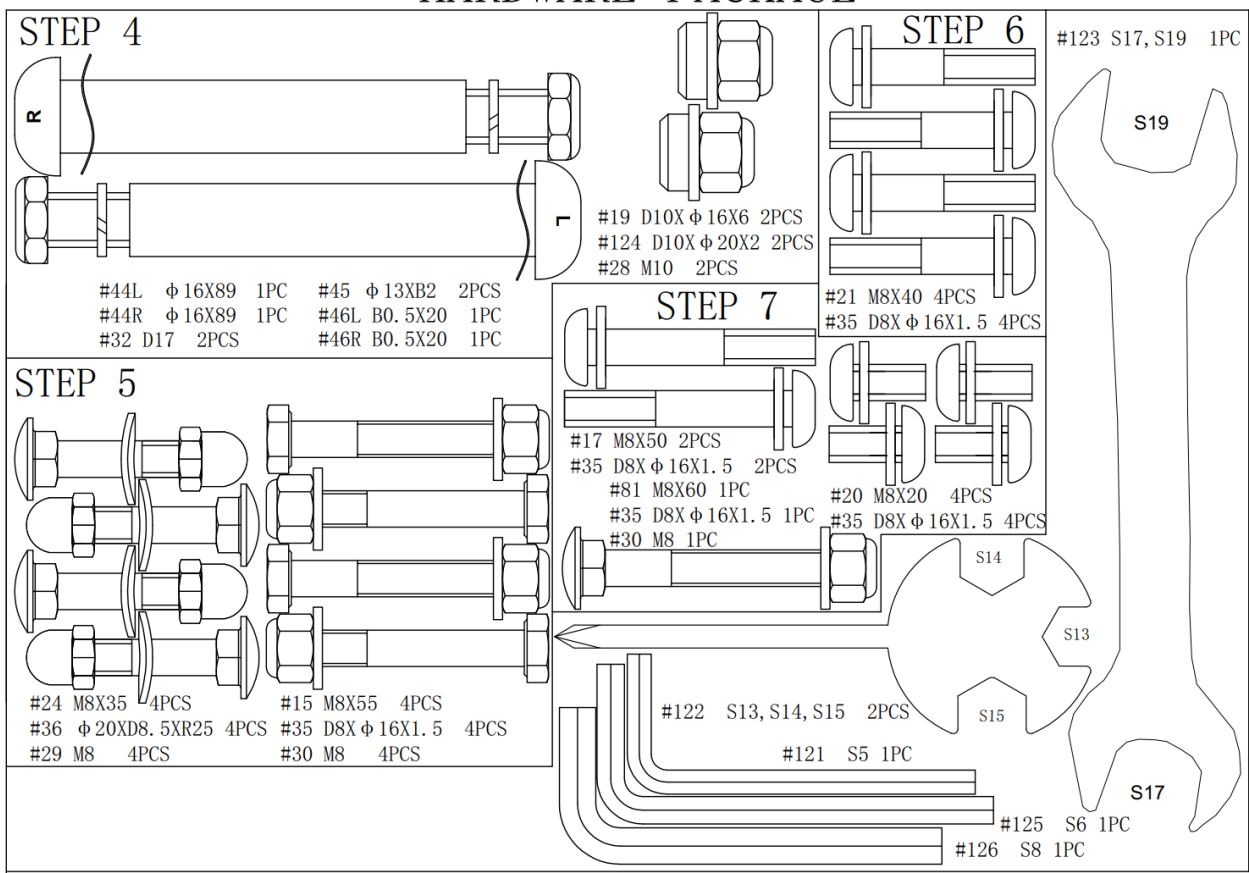 HARDWARE PACKAGE
STEP 4
R
L
#44L φ16X89 1PC
#44R φ16X89 1PC
#32 D17 2PCS
#45 φ13XB2 2PCS
#46L B0.5X20 1PC
#46R B0.5X20 1PC
#19 D10Xφ16X6 2PCS
#124 D10Xφ20X2 2PCS
#28 M10 2PCS
STEP 6
#21 M8X40 4PCS
#35 D8Xφ16X1.5 4PCS
#123 S17,S19 1PC
S19
S17
STEP 5
#24 M8X35 4PCS
#36 φ20XD8.5XR25 4PCS
#29 M8 4PCS
#15 M8X55 4PCS
#35 D8Xφ16X1.5 4PCS
#30 M8 4PCS
STEP 7
#17 M8X50 2PCS
#35 D8Xφ16X1.5 2PCS
#81 M8X60 1PC
#35 D8Xφ16X1.5 1PC
#30 M8 1PC
#20 M8X20 4PCS
#35 D8Xφ16X1.5 4PCS
S14
S13
S15
#122 S13,S14,S15 2PCS
#121 S5 1PC
#125 S6 1PC
#126 S8 1PC